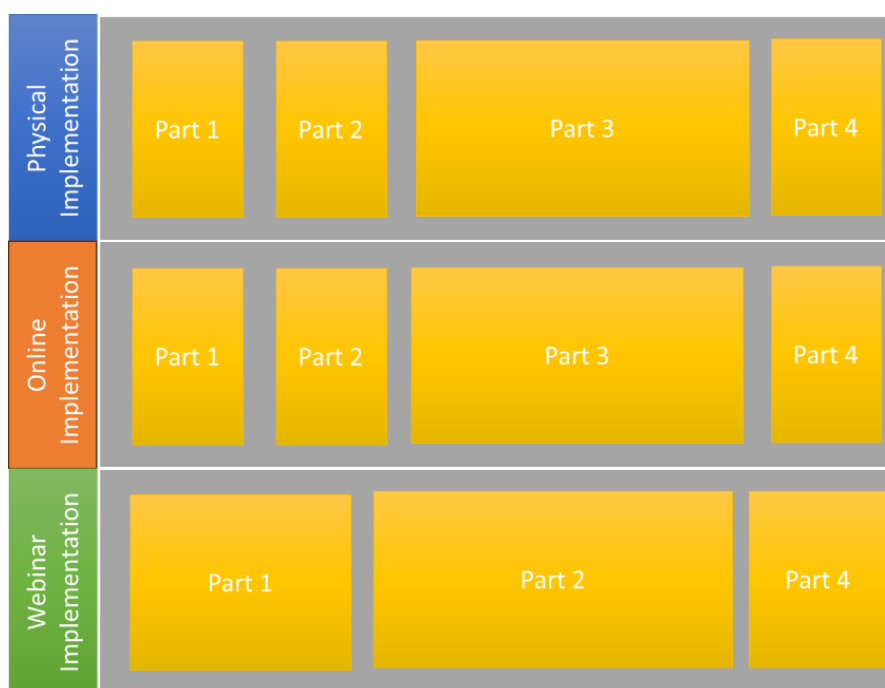 Physical
Implementation
Part 1
Part 2
Part 3
Part 4
Online
Implementation
Part 1
Part 2
Part 3
Part 4
Webinar
Implementation
Part 1
Part 2
Part 4